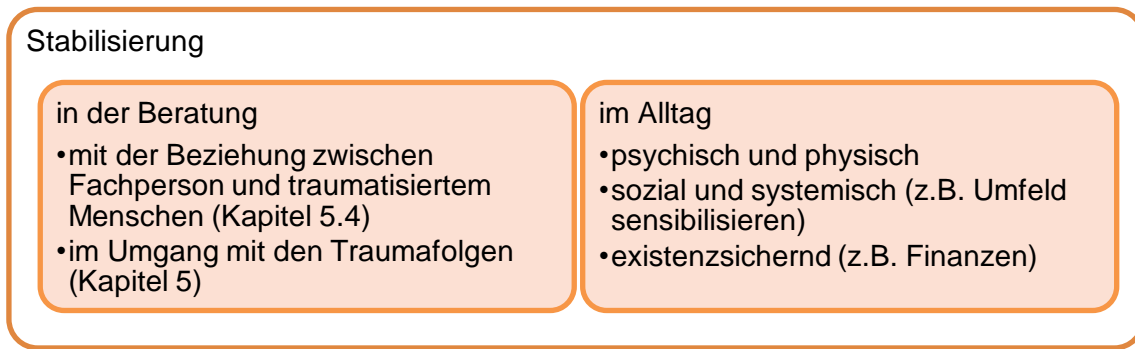 Stabilisierung
in der Beratung
•mit der Beziehung zwischen
Fachperson und traumatisiertem
Menschen (Kapitel 5.4)
•im Umgang mit den Traumafolgen
(Kapitel 5)
im Alltag
•psychisch und physisch
•sozial und systemisch (z.B. Umfeld
sensibilisieren)
•existenzsichernd (z.B. Finanzen)